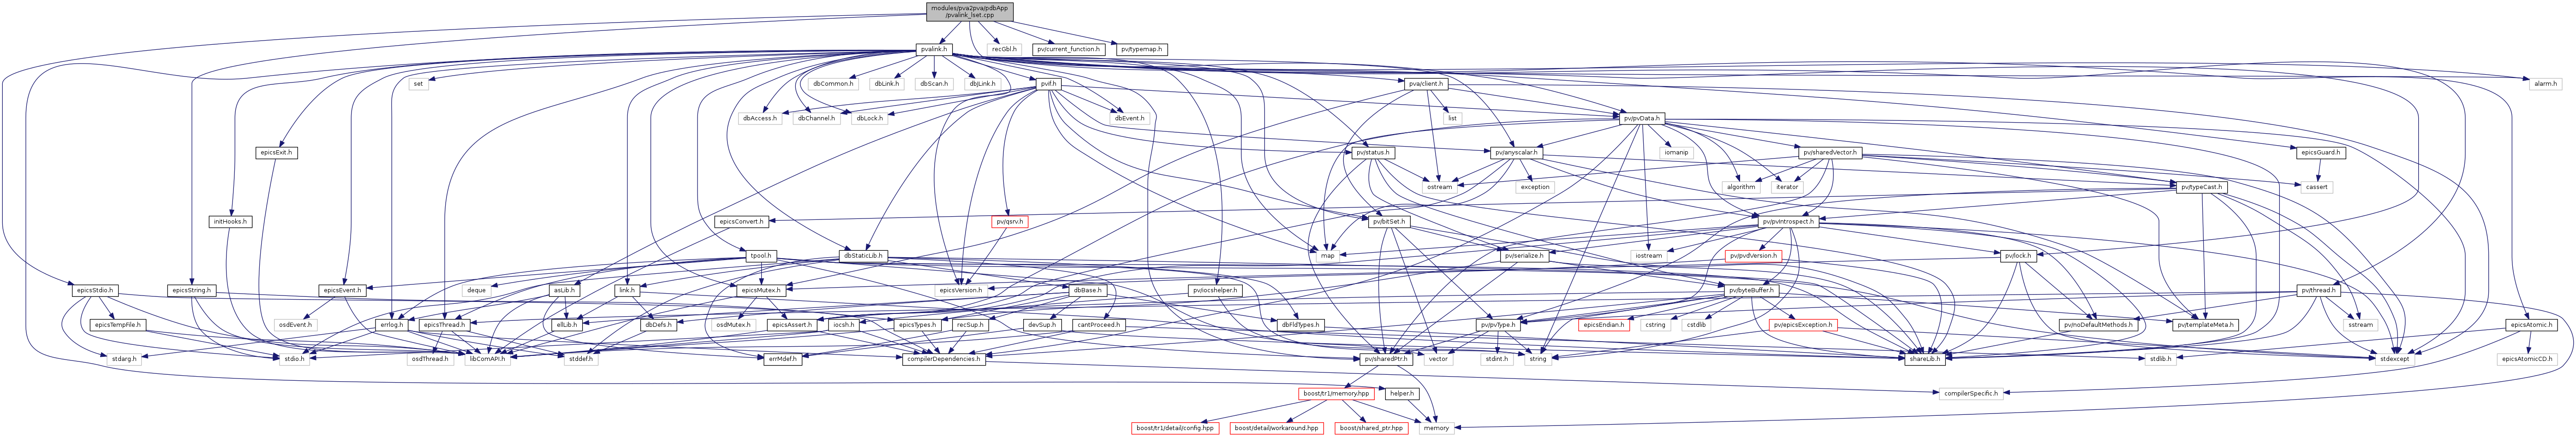 modules/pva2pva/pdbApp
/pvalink_lset.cpp
pvalink.h
recGbl.h
pv/current_function.h
pv/typemap.h
set
dbCommon.h
dbLink.h
dbScan.h
dbJLink.h
pvif.h
pva/client.h
alarm.h
dbAccess.h
dbChannel.h
dbLock.h
dbEvent.h
list
pv/pvData.h
epicsExit.h
pv/status.h
pv/anyscalar.h
iomanip
pv/sharedVector.h
epicsGuard.h
ostream
exception
algorithm
iterator
pv/typeCast.h
cassert
initHooks.h
epicsConvert.h
pv/qsrv.h
pv/bitSet.h
pv/pvIntrospect.h
tpool.h
dbStaticLib.h
map
pv/serialize.h
iostream
pv/pvdVersion.h
pv/lock.h
epicsStdio.h
epicsString.h
epicsEvent.h
deque
asLib.h
link.h
epicsMutex.h
epicsVersion.h
pv/iocshelper.h
dbBase.h
pv/byteBuffer.h
pv/thread.h
epicsTempFile.h
osdEvent.h
errlog.h
epicsThread.h
ellLib.h
dbDefs.h
osdMutex.h
epicsAssert.h
iocsh.h
epicsTypes.h
recSup.h
devSup.h
cantProceed.h
dbFldTypes.h
pv/pvType.h
epicsEndian.h
cstring
cstdlib
pv/epicsException.h
pv/noDefaultMethods.h
pv/templateMeta.h
sstream
epicsAtomic.h
stdarg.h
stdio.h
osdThread.h
libComAPI.h
stddef.h
errMdef.h
compilerDependencies.h
pv/sharedPtr.h
vector
stdint.h
string
shareLib.h
stdlib.h
stdexcept
epicsAtomicCD.h
boost/tr1/memory.hpp
helper.h
compilerSpecific.h
boost/tr1/detail/config.hpp
boost/detail/workaround.hpp
boost/shared_ptr.hpp
memory